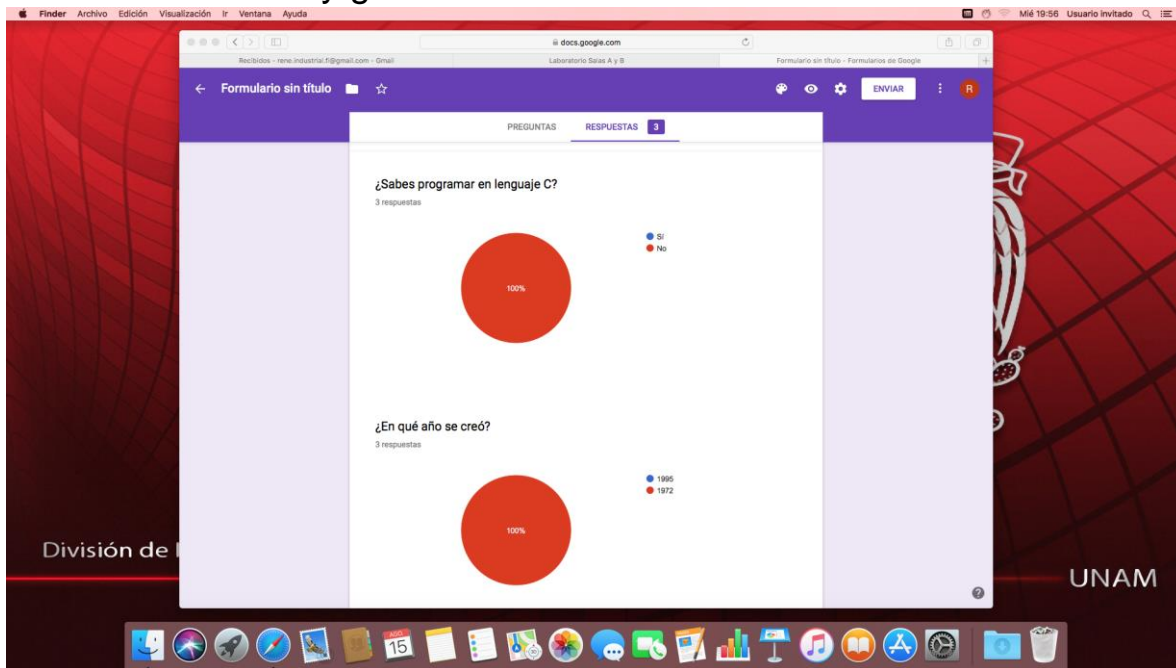 Finder Archivo Edición Visualización Ir Ventana Ayuda Mié 19:56 Usuario invitado
docs.google.com
Recibidos - rene.industrial.fi@gmail.com - Gmail Laboratorio Salas A y B Formulario sin título - Formularios de Google
Formulario sin título ENVIAR R
PREGUNTAS RESPUESTAS 3
¿Sabes programar en lenguaje C?
3 respuestas
Sí
No
100%
¿En qué año se creó?
3 respuestas
1995
1972
100%
División de
UNAM
AGO
15